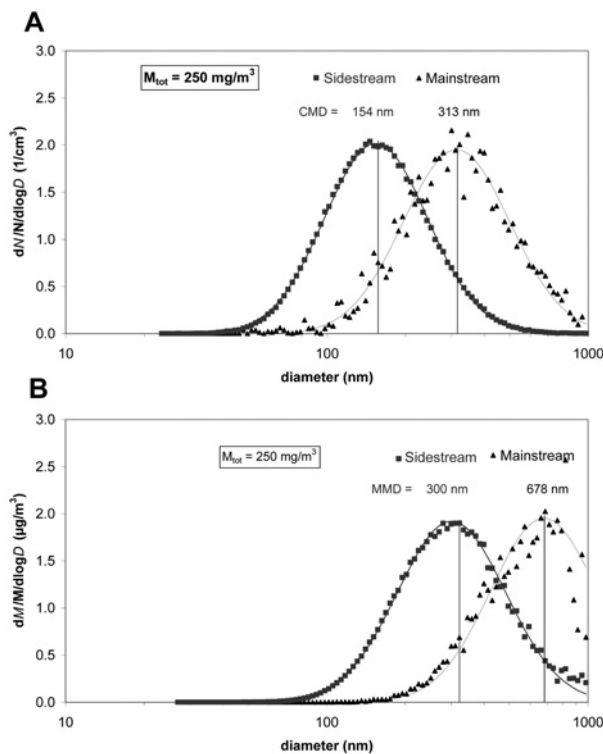 A
3.0
2.5
2.0
1.5
1.0
0.5
0.0
dN/N/dlogD (1/cm³)
Mtot = 250 mg/m³
Sidestream Mainstream
CMD = 154 nm 313 nm
10 100 1000
diameter (nm)
B
3.0
2.5
2.0
1.5
1.0
0.5
0.0
dM/M/dlogD (µg/m³)
Mtot = 250 mg/m³
Sidestream Mainstream
MMD = 300 nm 678 nm
10 100 1000
diameter (nm)